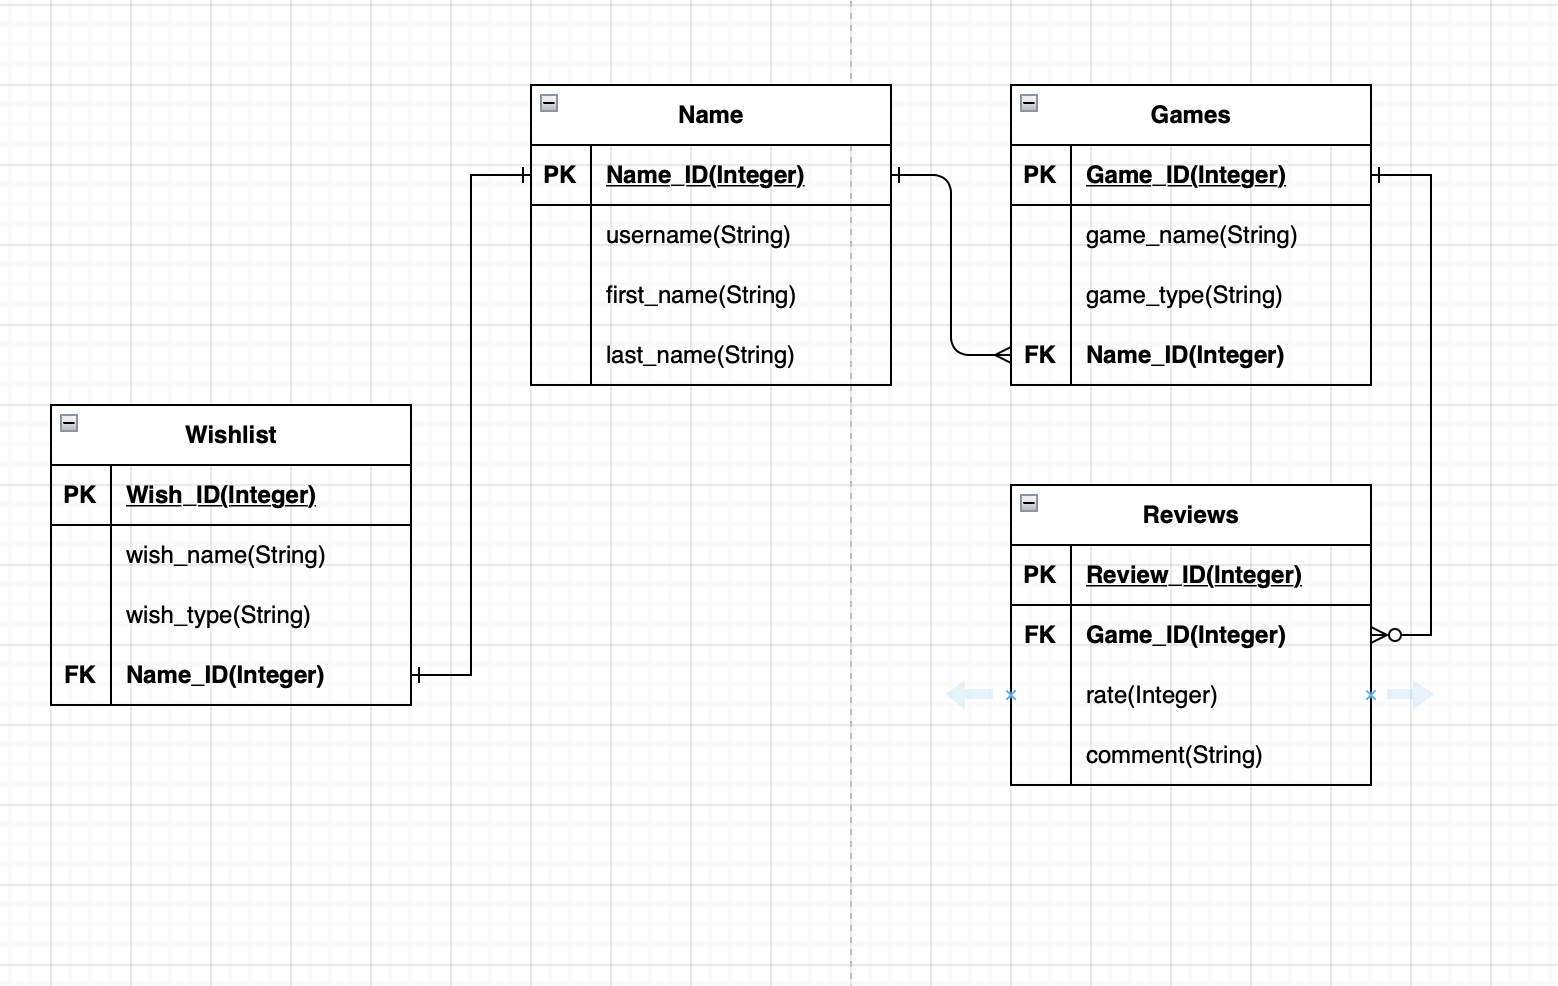 Name
PK Name_ID(Integer)
username(String)
first_name(String)
last_name(String)
Games
PK Game_ID(Integer)
game_name(String)
game_type(String)
FK Name_ID(Integer)
Wishlist
PK Wish_ID(Integer)
wish_name(String)
wish_type(String)
FK Name_ID(Integer)
Reviews
PK Review_ID(Integer)
FK Game_ID(Integer)
rate(Integer)
comment(String)